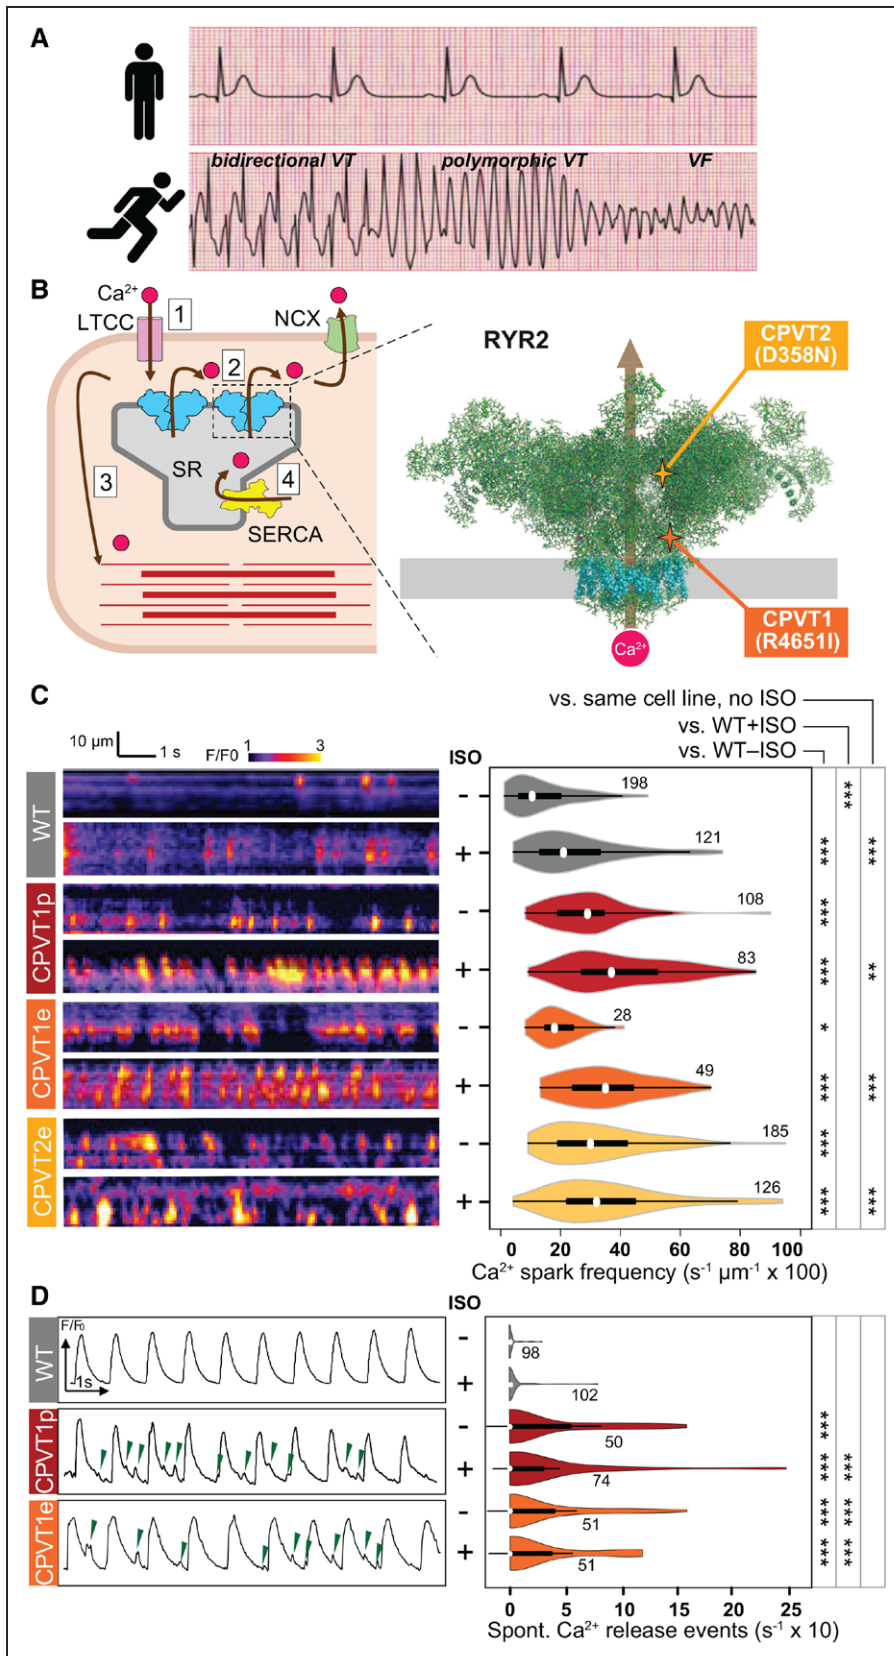 A
bidirectional VT polymorphic VT VF
B
Ca2+
LTCC
1
NCX
2
SR
3
4
SERCA
RYR2
CPVT2
(D358N)
CPVT1
(R4651I)
Ca2+
C
vs. same cell line, no ISO
vs. WT+ISO
vs. WT–ISO
10 µm
1 s
F/F0
1 3
ISO
WT
- 198 ***
+ 121 *** ***
CPVT1p
- 108 ***
+ 83 *** **
CPVT1e
- 28 *
+ 49 *** ***
CPVT2e
- 185 ***
+ 126 *** ***
0 20 40 60 80 100
Ca2+ spark frequency (s-1 µm-1 x 100)
D
ISO
F/F0
1s
WT
- 98
+ 102
CPVT1p
- 50 ***
+ 74 *** ***
CPVT1e
- 51 *** ***
+ 51 *** ***
0 5 10 15 20 25
Spont. Ca2+ release events (s-1 x 10)